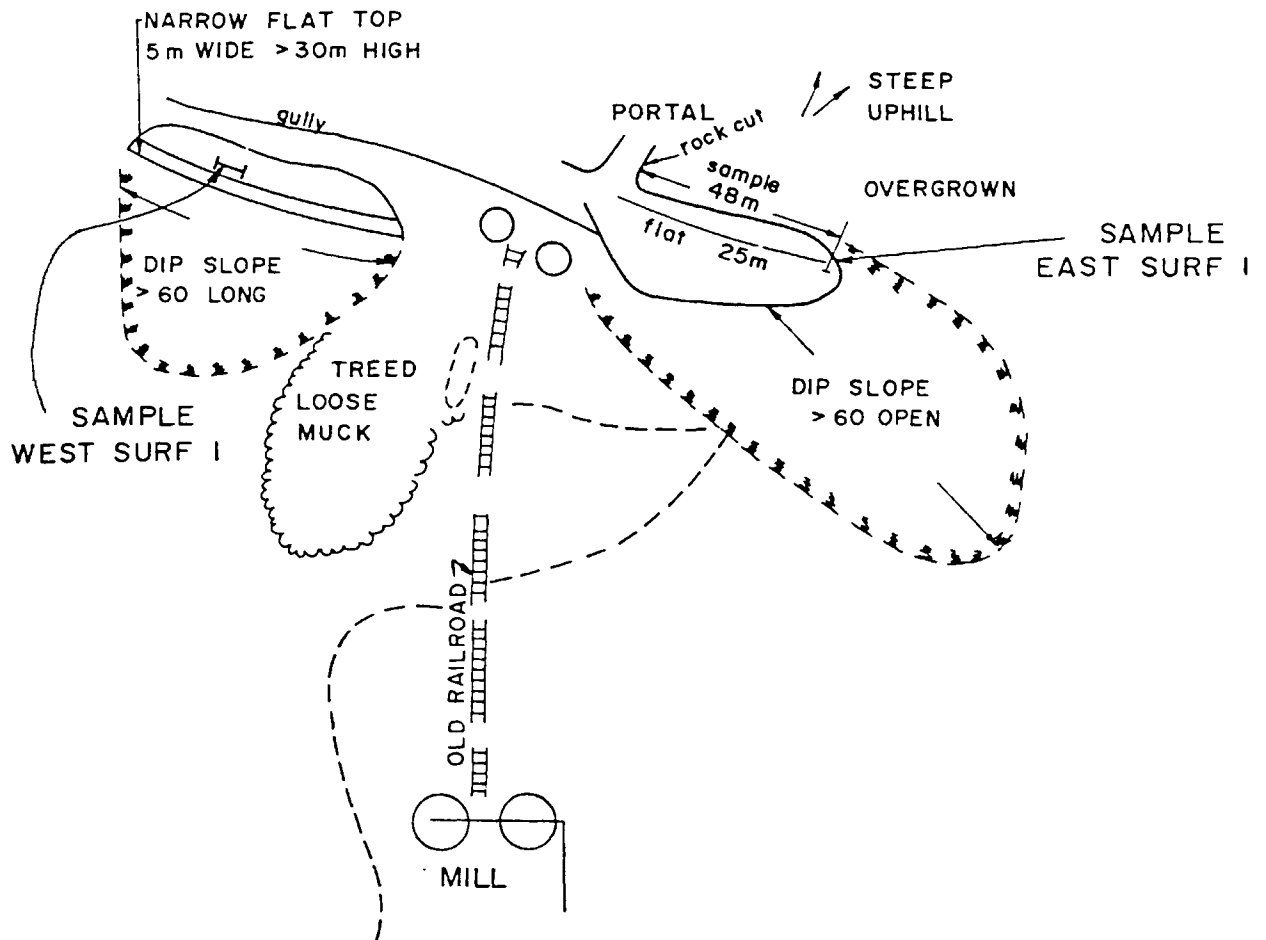 NARROW FLAT TOP
5m WIDE >30m HIGH
gully
PORTAL
rock cut
STEEP
UPHILL
sample
48m
OVERGROWN
flat 25m
SAMPLE
EAST SURF 1
DIP SLOPE
> 60 LONG
TREED
LOOSE
MUCK
DIP SLOPE
> 60 OPEN
SAMPLE
WEST SURF 1
OLD RAILROAD
MILL